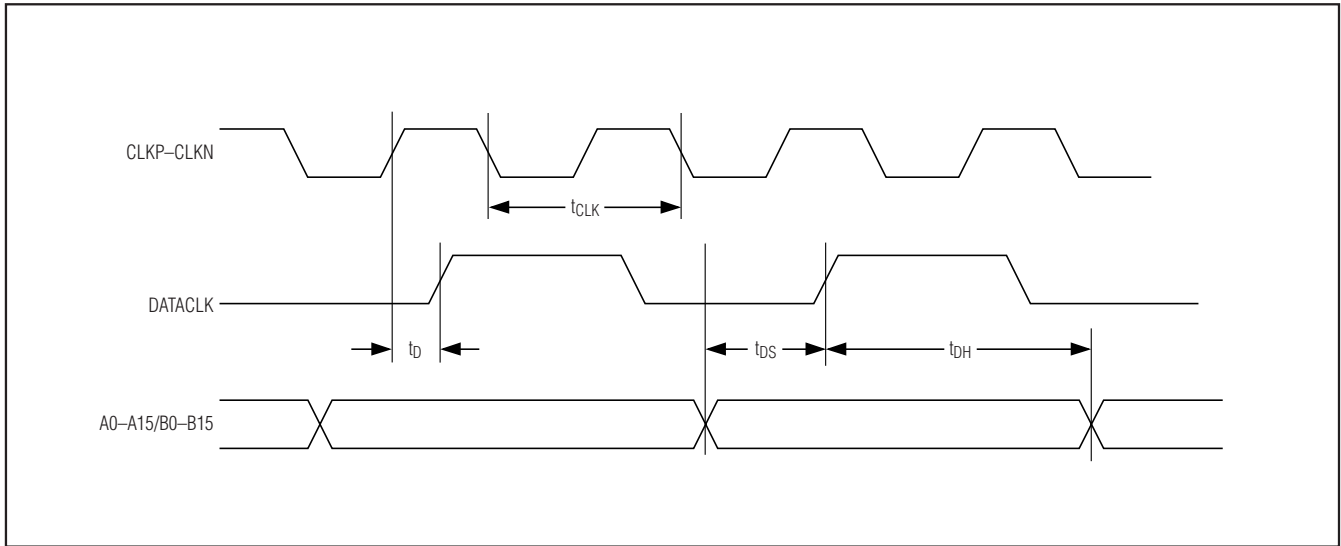 CLKP–CLKN
tCLK
DATACLK
tD
tDS
tDH
A0–A15/B0–B15